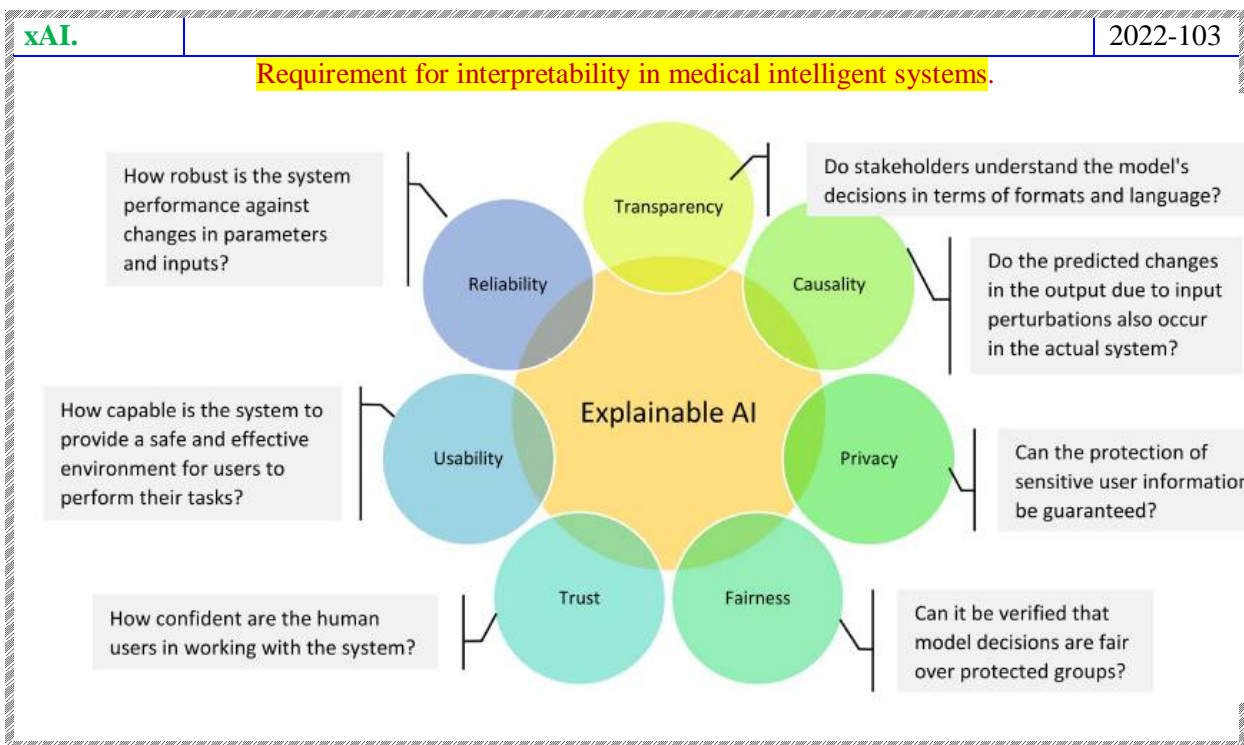 xAI.
2022-103
Requirement for interpretability in medical intelligent systems.
How robust is the system
performance against
changes in parameters
and inputs?
Transparency
Do stakeholders understand the model's
decisions in terms of formats and language?
Reliability
Causality
Do the predicted changes
in the output due to input
perturbations also occur
in the actual system?
Explainable AI
How capable is the system to
provide a safe and effective
environment for users to
perform their tasks?
Usability
Privacy
Can the protection of
sensitive user information
be guaranteed?
Trust
Fairness
How confident are the human
users in working with the system?
Can it be verified that
model decisions are fair
over protected groups?